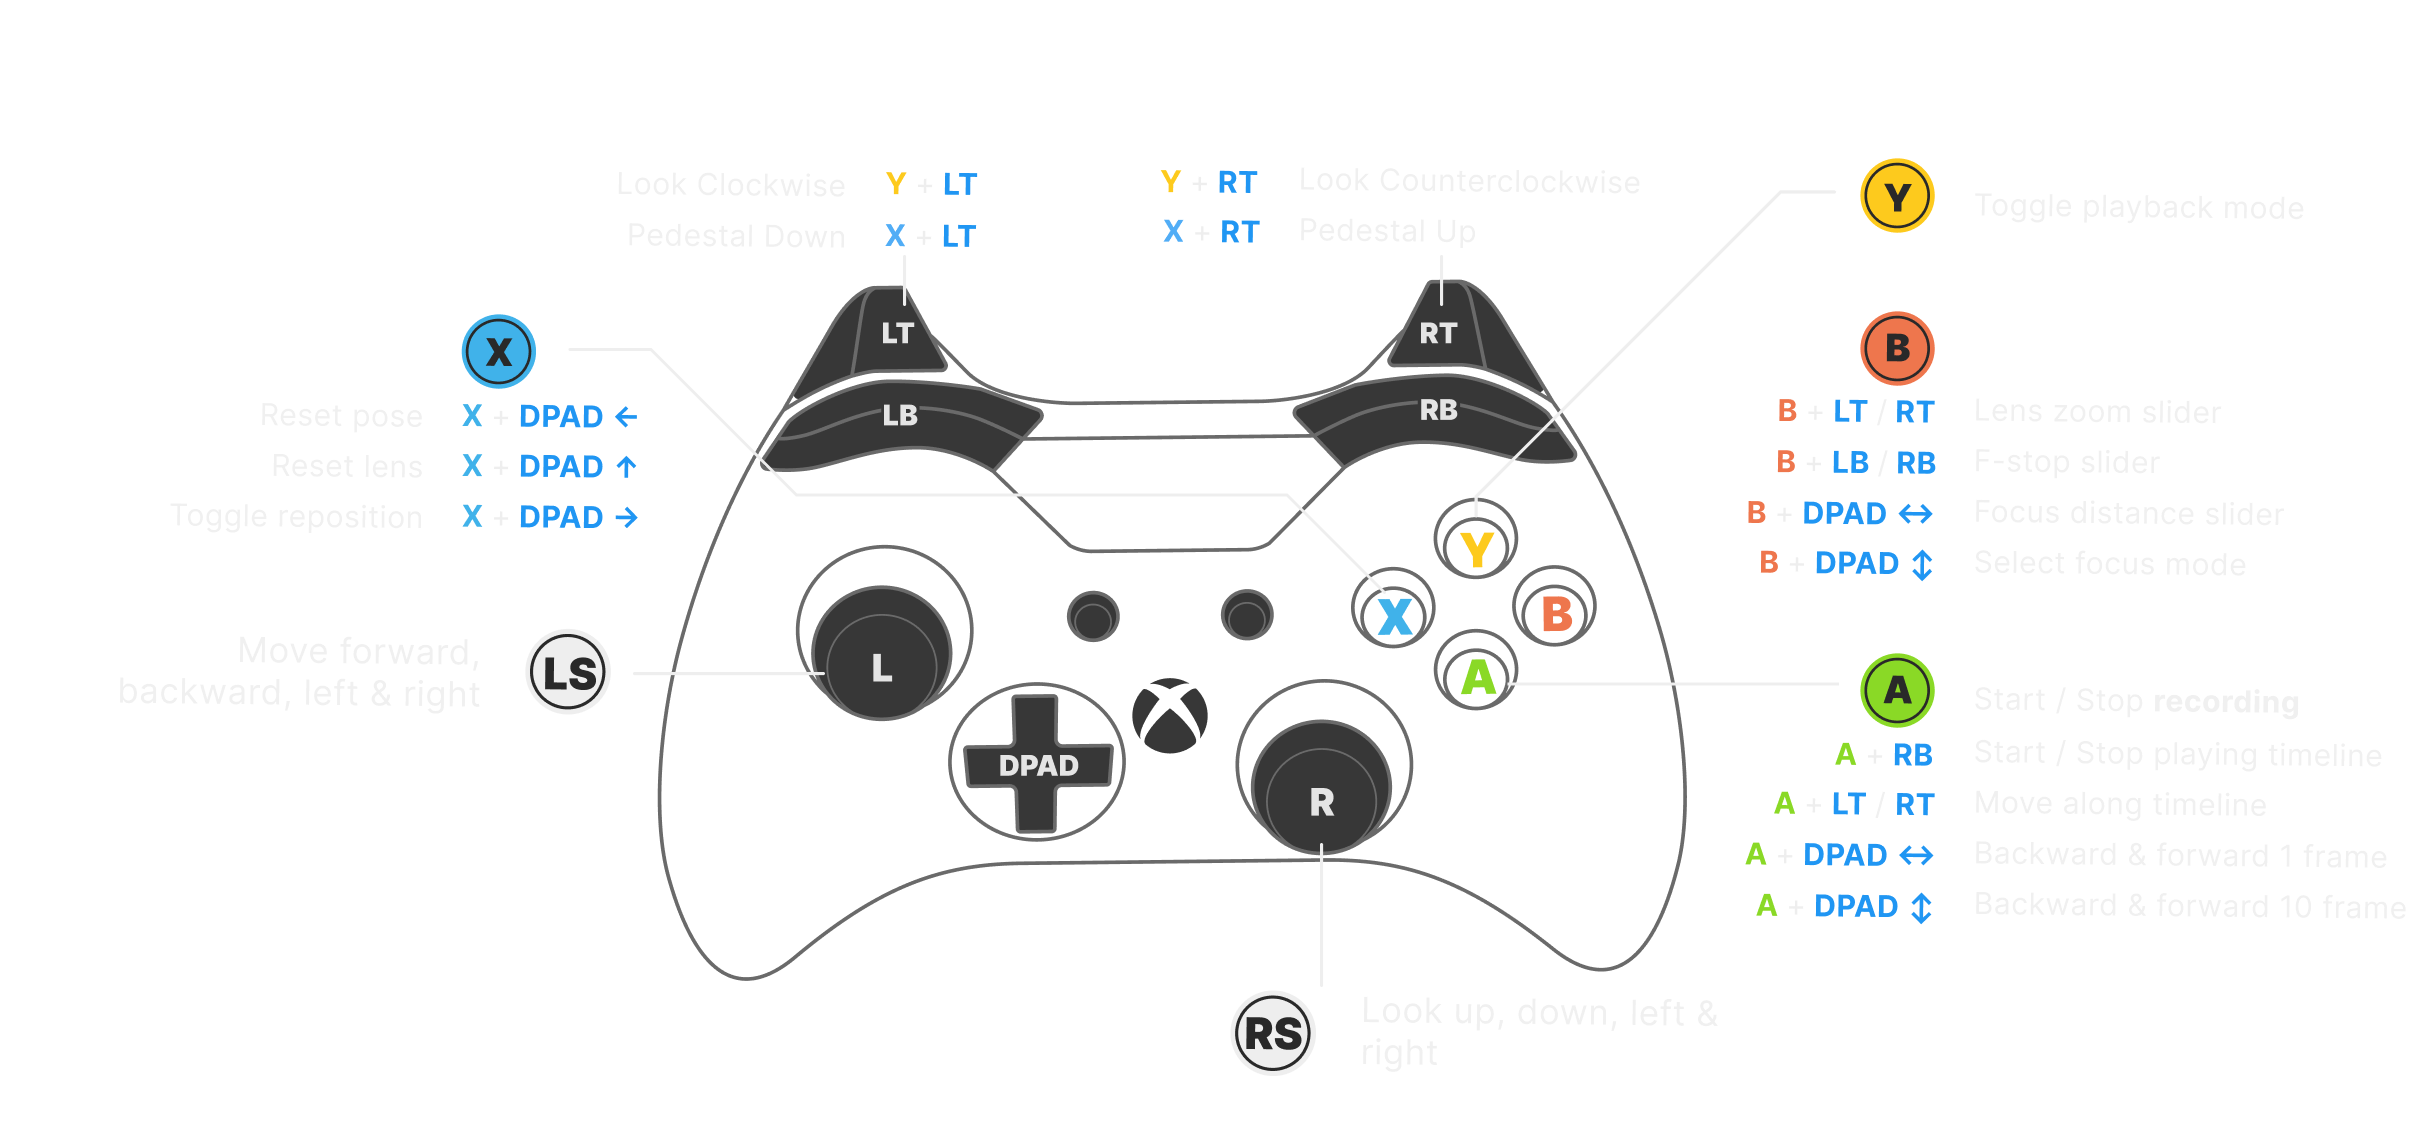 Look Clockwise Y + LT
Y + RT Look Counterclockwise
Pedestal Down X + LT
X + RT Pedestal Up
Y Toggle playback mode
X
Reset pose X + DPAD ←
Reset lens X + DPAD ↑
Toggle reposition X + DPAD →
LT
RT
LB
RB
B
B + LT / RT Lens zoom slider
B + LB / RB F-stop slider
B + DPAD ↔ Focus distance slider
B + DPAD ↕ Select focus mode
Y
X
B
A
Move forward,
backward, left & right
LS
L
DPAD
R
A Start / Stop recording
A + RB Start / Stop playing timeline
A + LT / RT Move along timeline
A + DPAD ↔ Backward & forward 1 frame
A + DPAD ↕ Backward & forward 10 frame
RS
Look up, down, left &
right